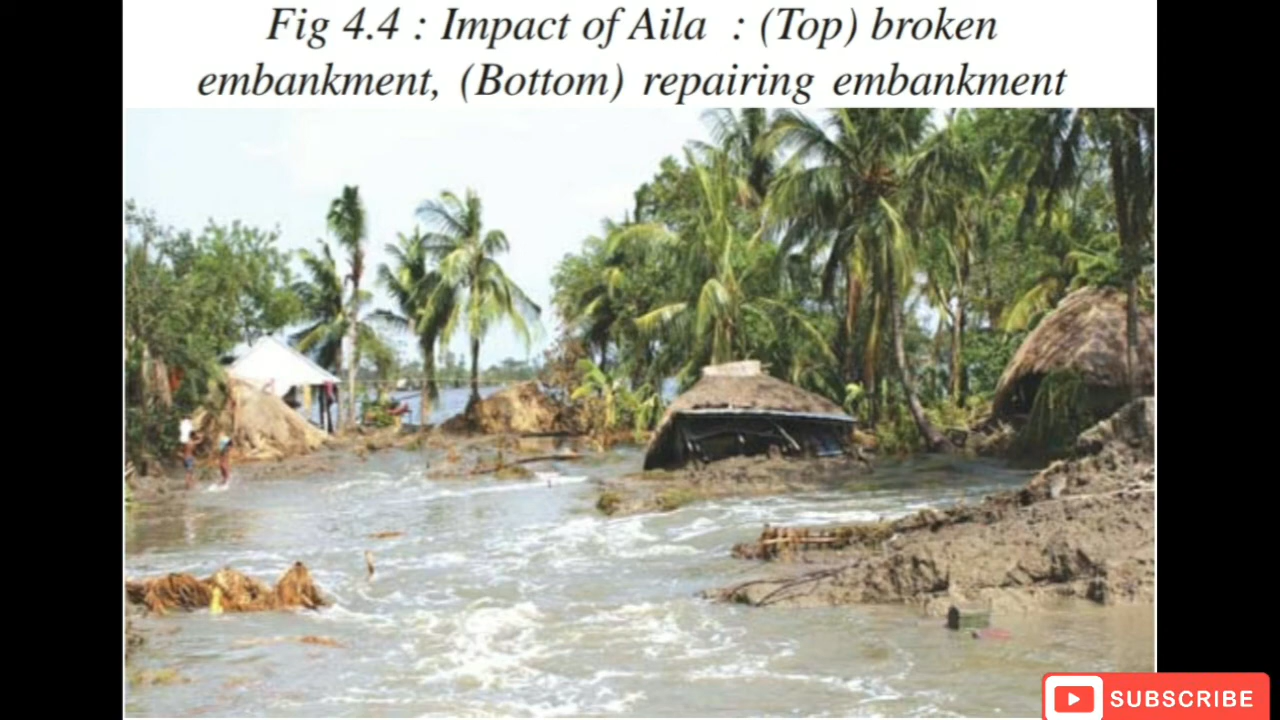 Fig 4.4 : Impact of Aila : (Top) broken
embankment, (Bottom) repairing embankment
SUBSCRIBE